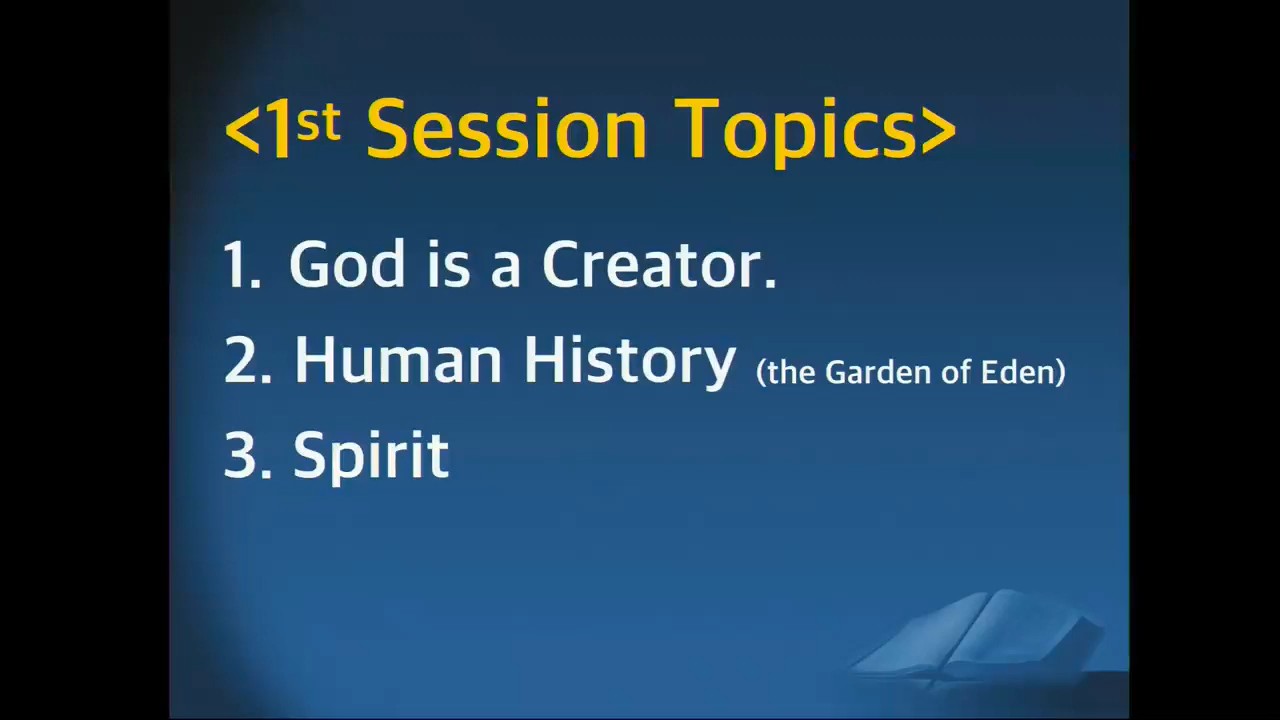 <1st Session Topics>
1. God is a Creator.
2. Human History (the Garden of Eden)
3. Spirit